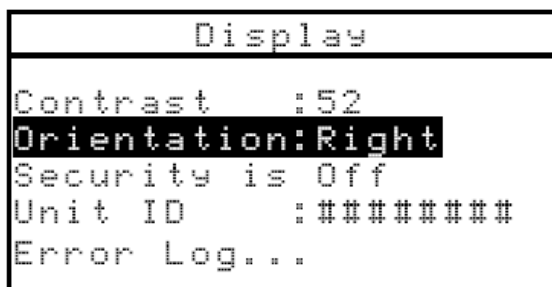 Display
Contrast :52
Orientation:Right
Security is Off
Unit ID :########
Error Log...